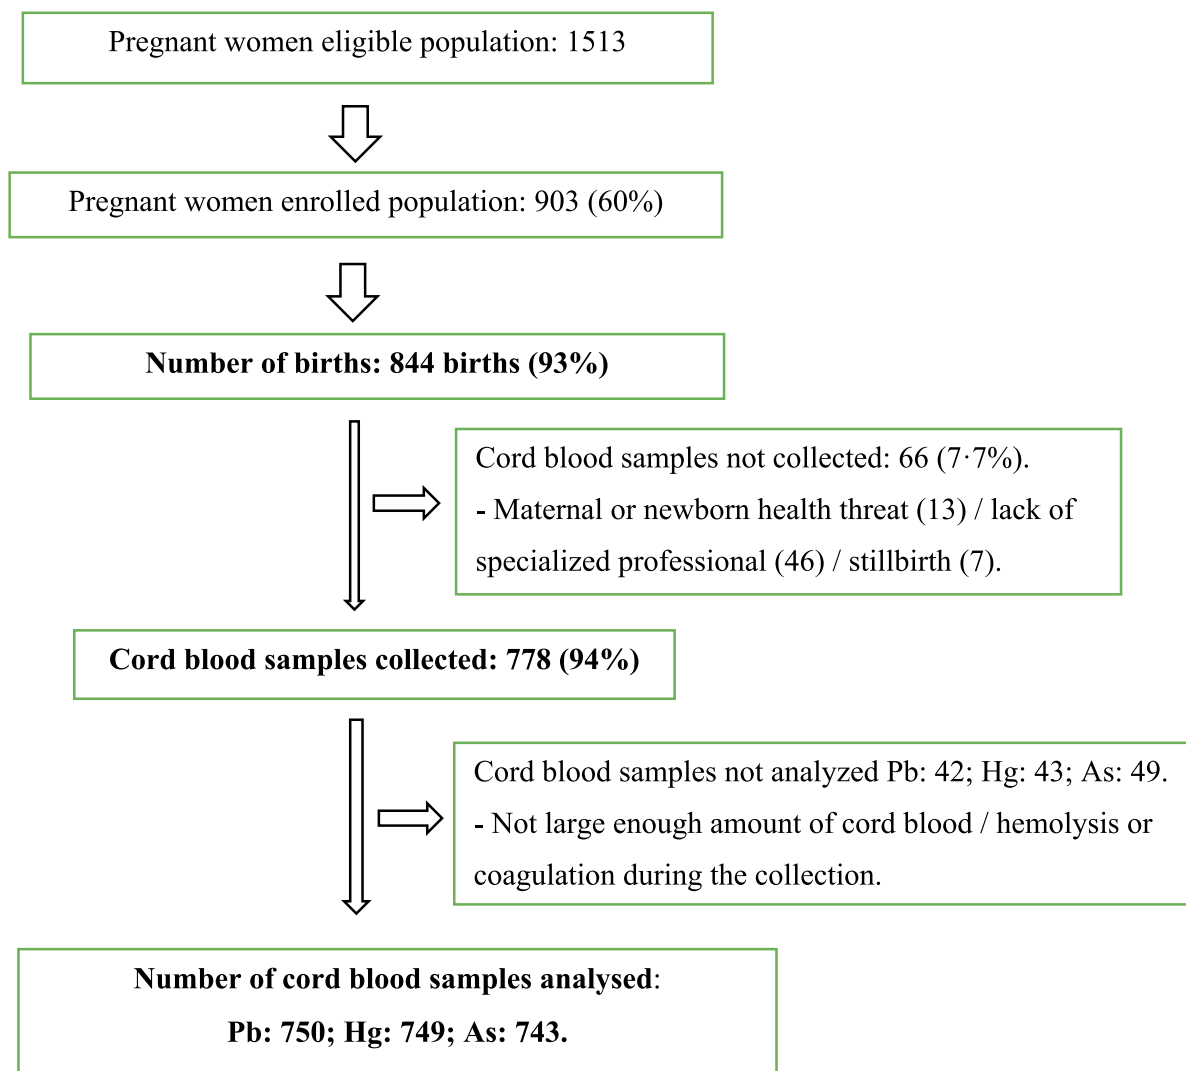 Pregnant women eligible population: 1513
Pregnant women enrolled population: 903 (60%)
Number of births: 844 births (93%)
Cord blood samples not collected: 66 (7·7%).
- Maternal or newborn health threat (13) / lack of
specialized professional (46) / stillbirth (7).
Cord blood samples collected: 778 (94%)
Cord blood samples not analyzed Pb: 42; Hg: 43; As: 49.
- Not large enough amount of cord blood / hemolysis or
coagulation during the collection.
Number of cord blood samples analysed:
Pb: 750; Hg: 749; As: 743.